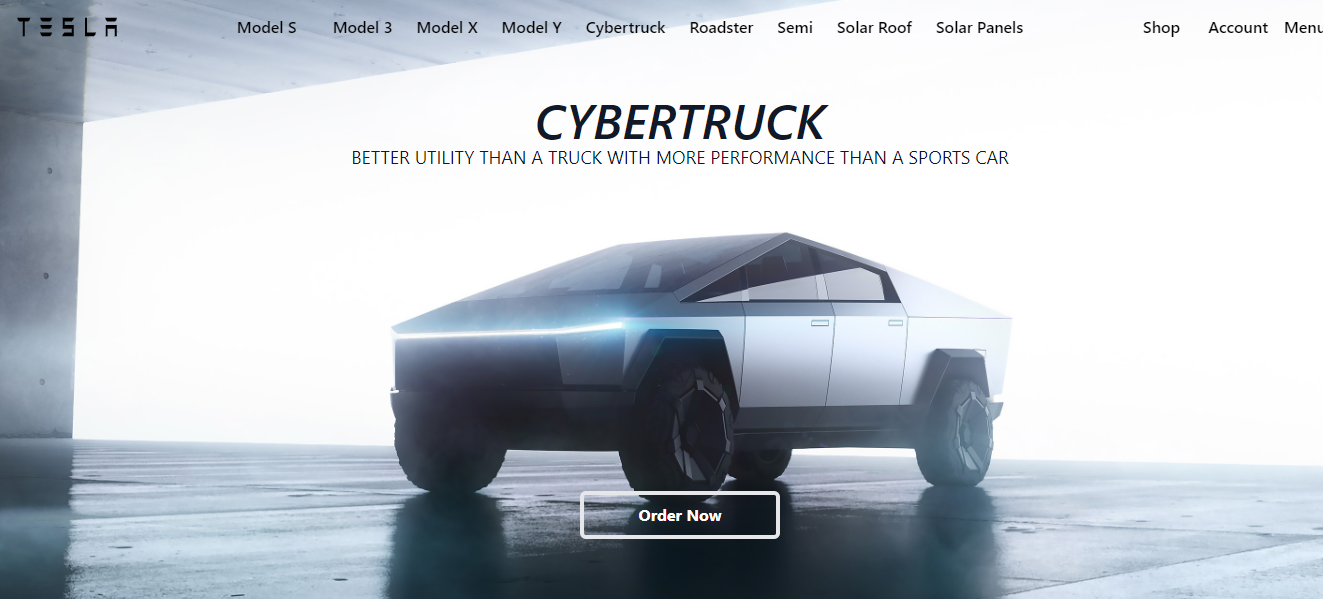 TESLA Model S Model 3 Model X Model Y Cybertruck Roadster Semi Solar Roof Solar Panels Shop Account Menu
CYBERTRUCK
BETTER UTILITY THAN A TRUCK WITH MORE PERFORMANCE THAN A SPORTS CAR
Order Now